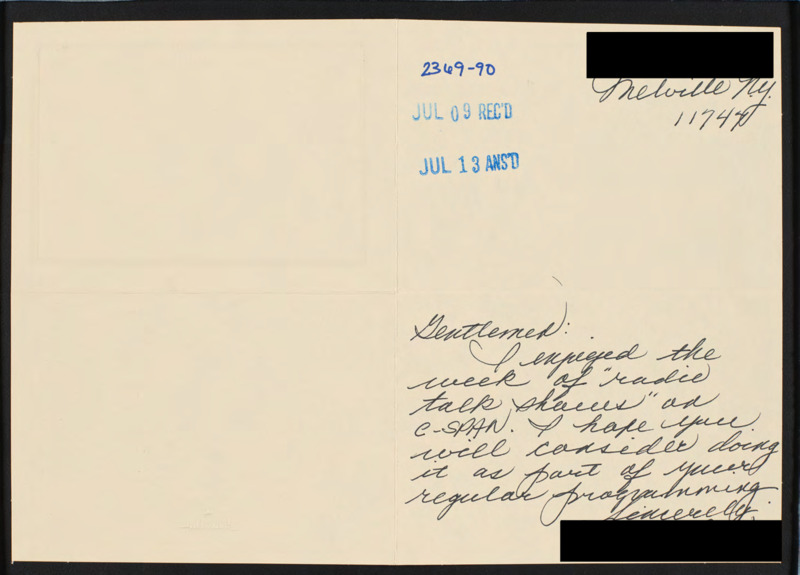 2369-90
JUL 09 REC'D
JUL 13 ANS'D
Melville N.Y.
11747
Gentlemen:
I enjoyed the
week of "radio
talk shows" on
C-SPAN. I hope you
will consider doing
it as part of your
regular programming
Sincerely,